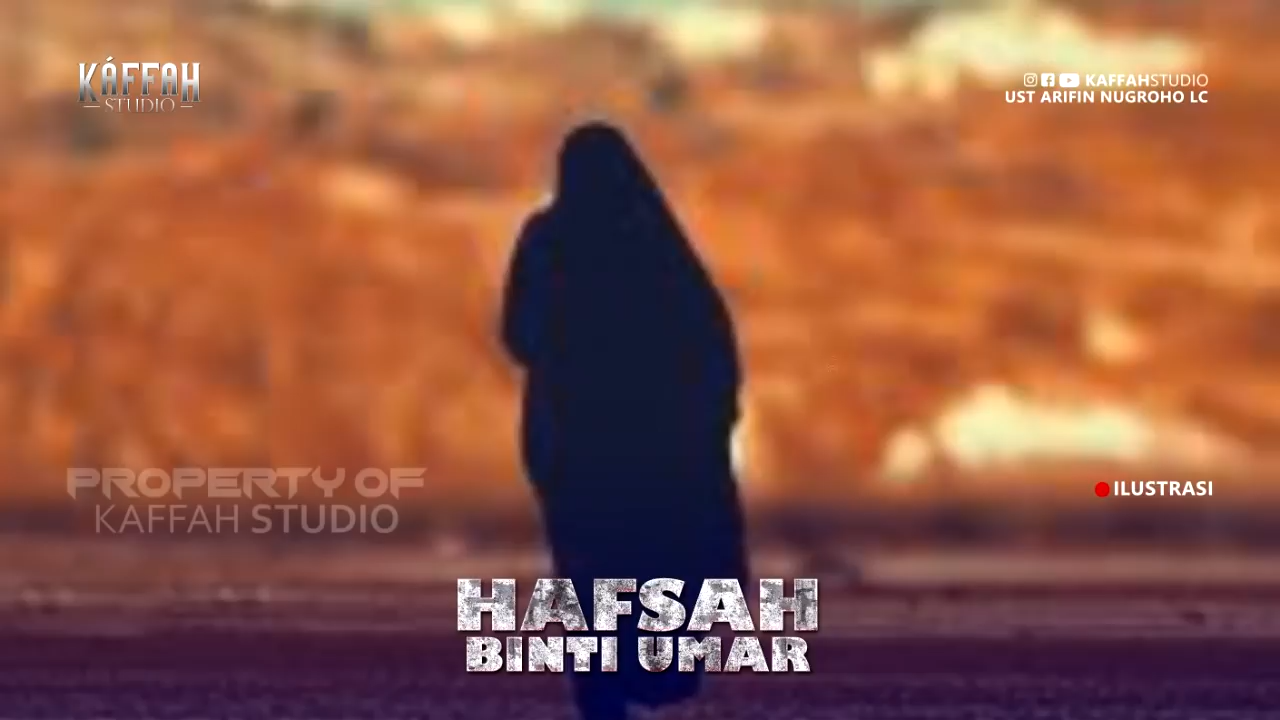 KÁFFAH
STUDIO
KAFFAHSTUDIO
UST ARIFIN NUGROHO LC
PROPERTY OF
KAFFAH STUDIO
ILUSTRASI
HAFSAH
BINTI UMAR